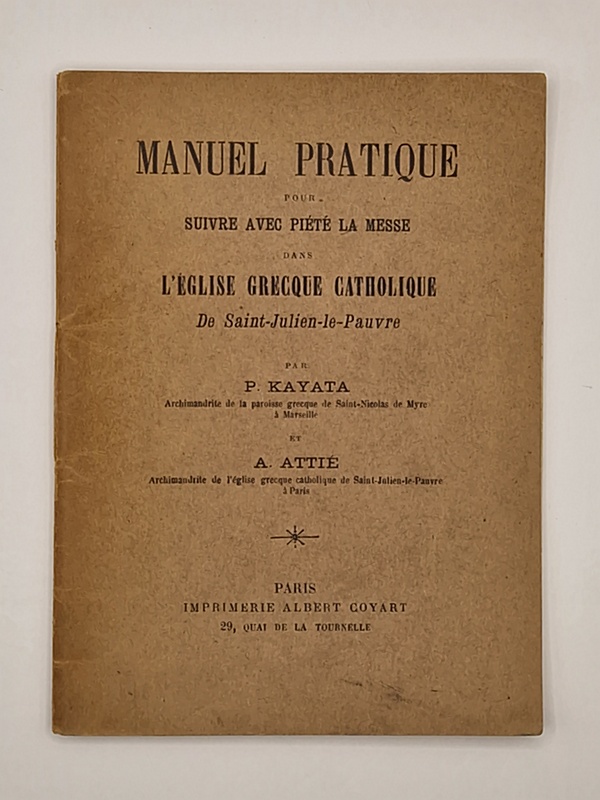 MANUEL PRATIQUE
POUR
SUIVRE AVEC PIÉTÉ LA MESSE
DANS
L'ÉGLISE GRECQUE CATHOLIQUE
De Saint-Julien-le-Pauvre
PAR
P. KAYATA
Archimandrite de la paroisse grecque de Saint-Nicolas de Myre
à Marseille
ET
A. ATTIÉ
Archimandrite de l'église grecque catholique de Saint-Julien-le-Pauvre
à Paris
PARIS
IMPRIMERIE ALBERT GOYART
29, QUAI DE LA TOURNELLE